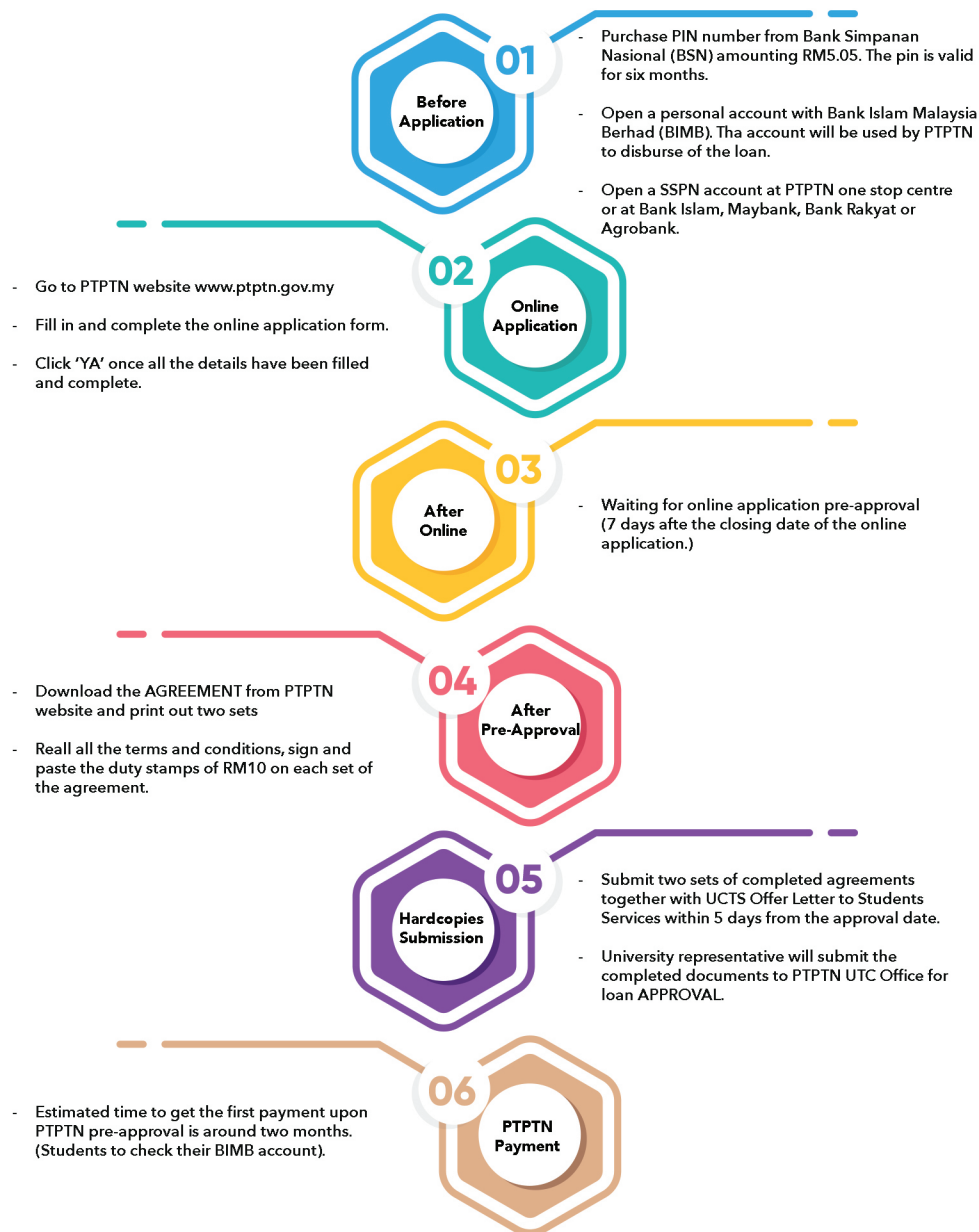 01
Before
Application
- Purchase PIN number from Bank Simpanan
Nasional (BSN) amounting RM5.05. The pin is valid
for six months.
- Open a personal account with Bank Islam Malaysia
Berhad (BIMB). Tha account will be used by PTPTN
to disburse of the loan.
- Open a SSPN account at PTPTN one stop centre
or at Bank Islam, Maybank, Bank Rakyat or
Agrobank.
02
Online
Application
- Go to PTPTN website www.ptptn.gov.my
- Fill in and complete the online application form.
- Click ‘YA’ once all the details have been filled
and complete.
03
After
Online
- Waiting for online application pre-approval
(7 days afte the closing date of the online
application.)
04
After
Pre-Approval
- Download the AGREEMENT from PTPTN
website and print out two sets
- Reall all the terms and conditions, sign and
paste the duty stamps of RM10 on each set of
the agreement.
05
Hardcopies
Submission
- Submit two sets of completed agreements
together with UCTS Offer Letter to Students
Services within 5 days from the approval date.
- University representative will submit the
completed documents to PTPTN UTC Office for
loan APPROVAL.
06
PTPTN
Payment
- Estimated time to get the first payment upon
PTPTN pre-approval is around two months.
(Students to check their BIMB account).